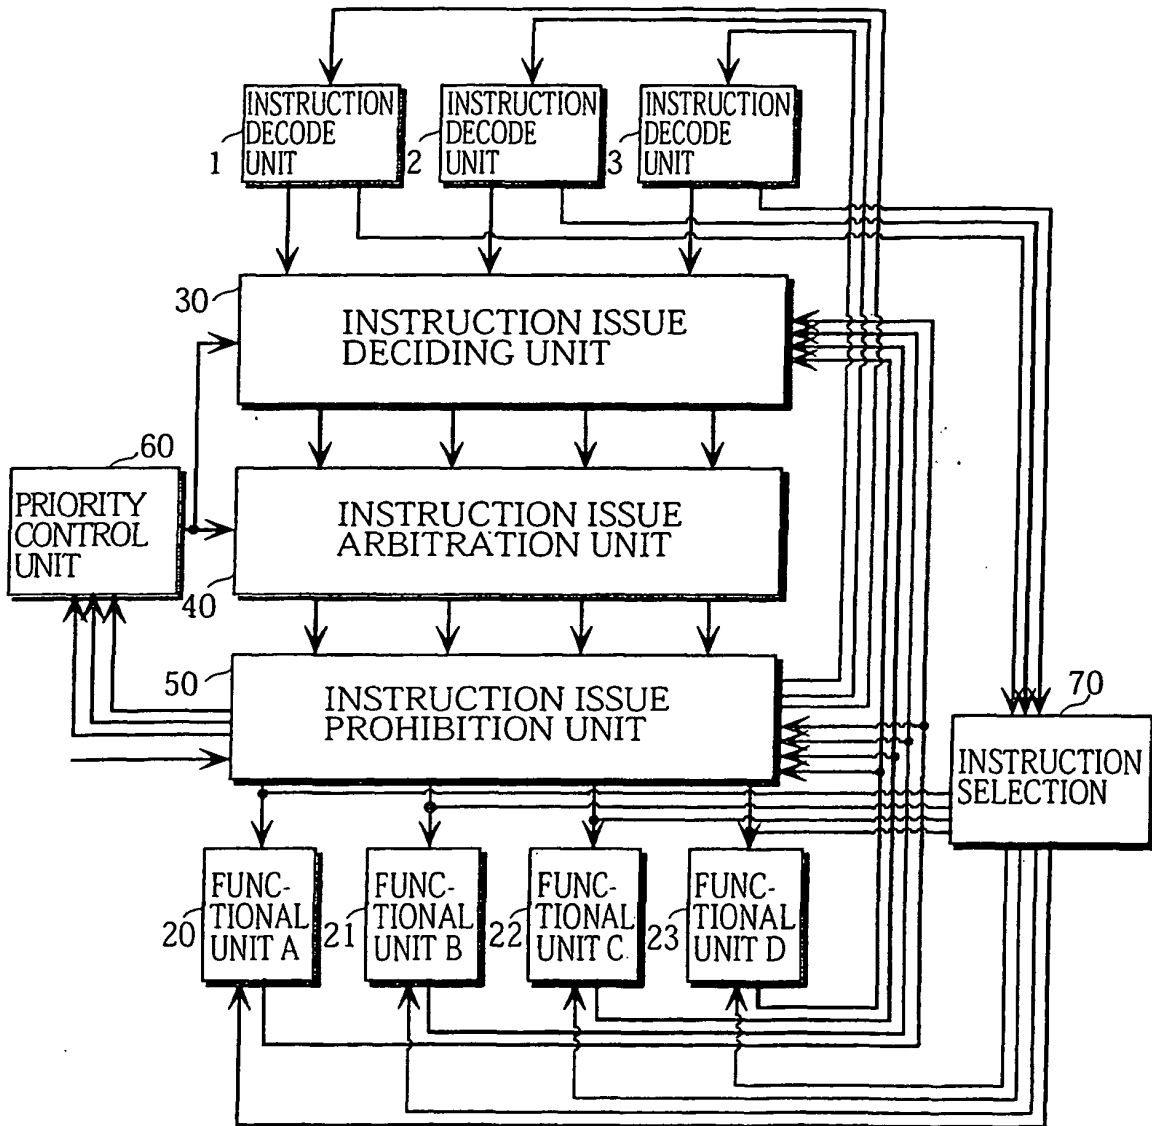 INSTRUCTION
DECODE
UNIT
1
INSTRUCTION
DECODE
UNIT
2
INSTRUCTION
DECODE
UNIT
3
30
INSTRUCTION ISSUE
DECIDING UNIT
60
PRIORITY
CONTROL
UNIT
INSTRUCTION ISSUE
ARBITRATION UNIT
40
50
INSTRUCTION ISSUE
PROHIBITION UNIT
70
INSTRUCTION
SELECTION
FUNC-
TIONAL
UNIT A
20
FUNC-
TIONAL
UNIT B
21
FUNC-
TIONAL
UNIT C
22
FUNC-
TIONAL
UNIT D
23